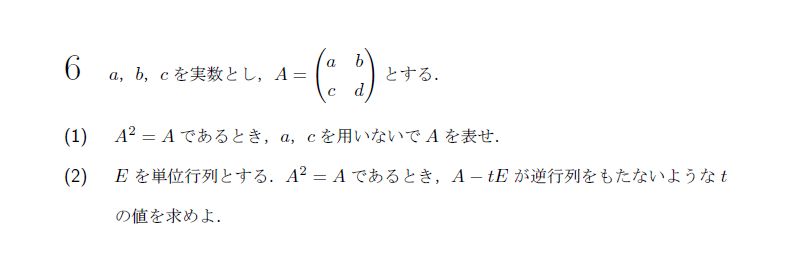 6 a, b, c を実数とし, A = \begin{pmatrix} a & b \\ c & d \end{pmatrix} とする.
(1) A^2 = A であるとき, a, c を用いないで A を表せ.
(2) E を単位行列とする. A^2 = A であるとき, A − tE が逆行列をもたないような t
の値を求めよ.